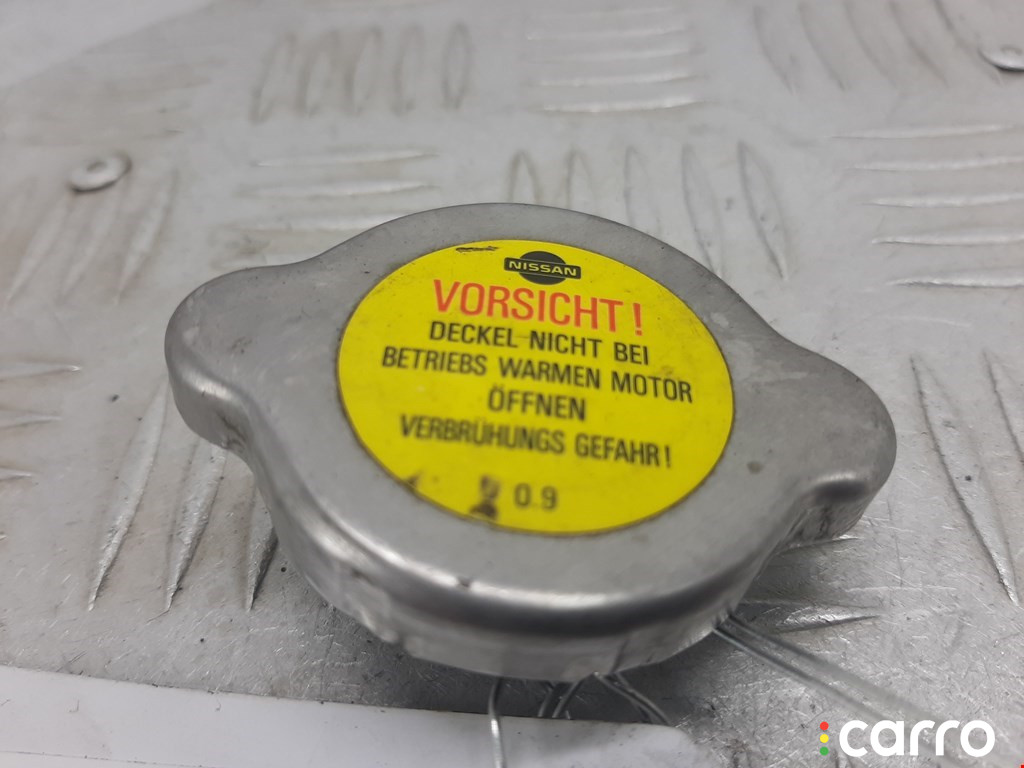 NISSAN
VORSICHT!
DECKEL NICHT BEI
BETRIEBS WARMEN MOTOR
ÖFFNEN
VERBRÜHUNGS GEFAHR!
0.9
carro